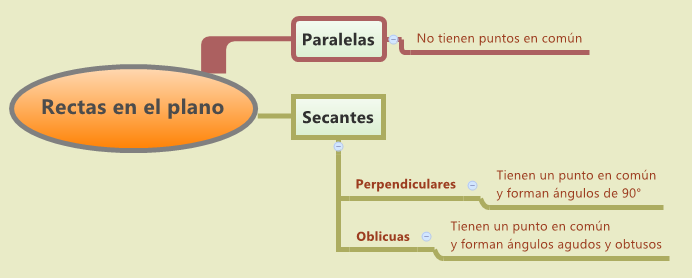 Rectas en el plano
Paralelas
No tienen puntos en común
Secantes
Perpendiculares
Tienen un punto en común
y forman ángulos de 90°
Oblicuas
Tienen un punto en común
y forman ángulos agudos y obtusos